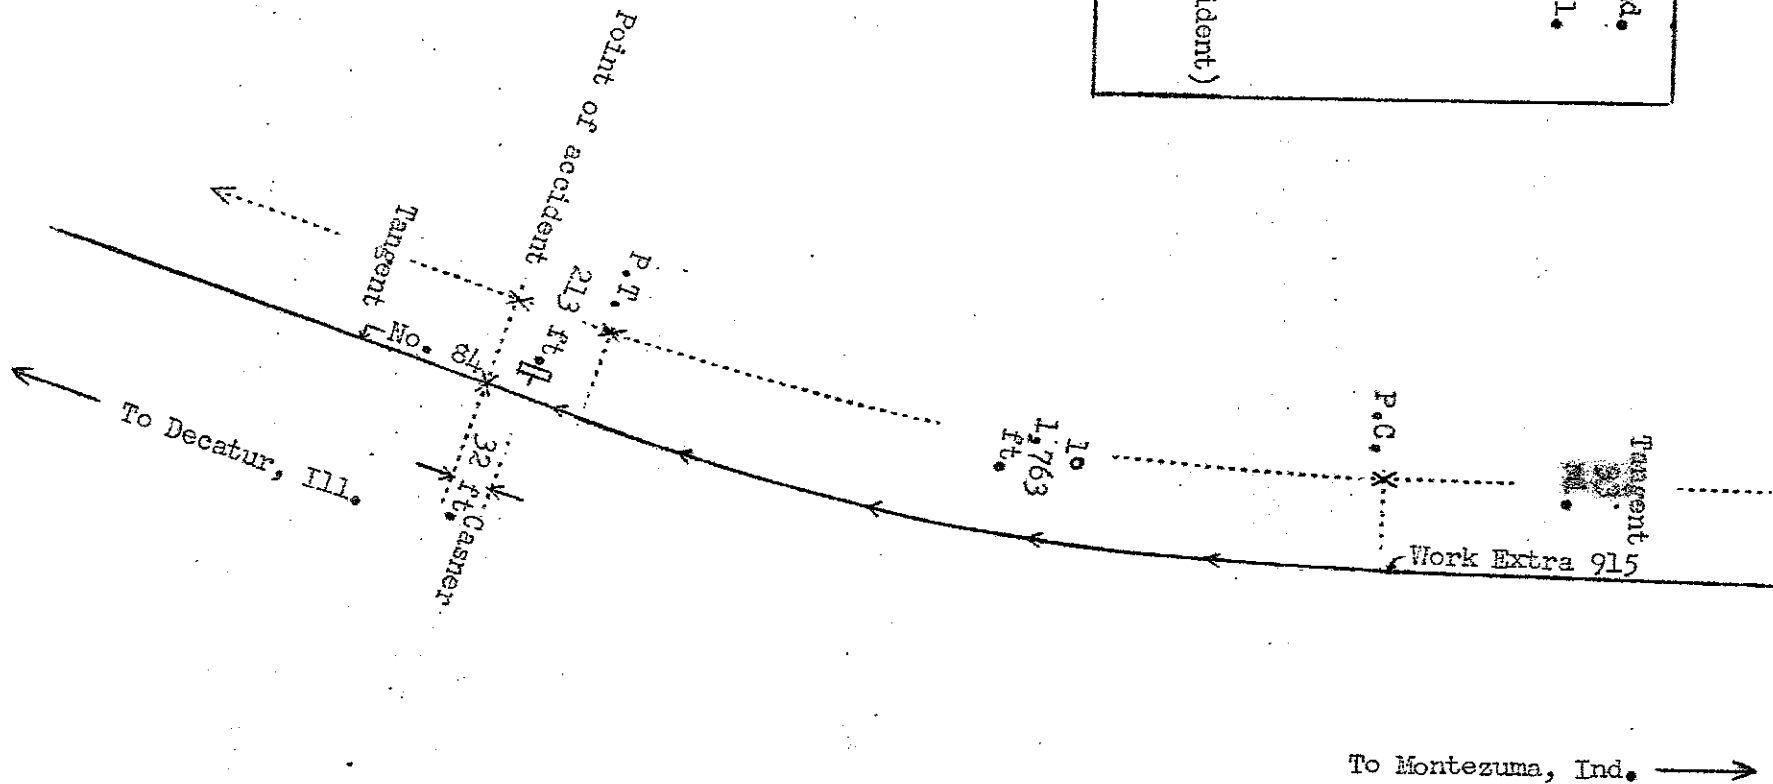 d.
l.
ident)
Point of accident
Tangent
P.T.
213 ft.
No. 84
32 ft.
Casner
To Decatur, Ill.
1°
1,763
ft.
P.C.
Tangent
Work Extra 915
To Montezuma, Ind.